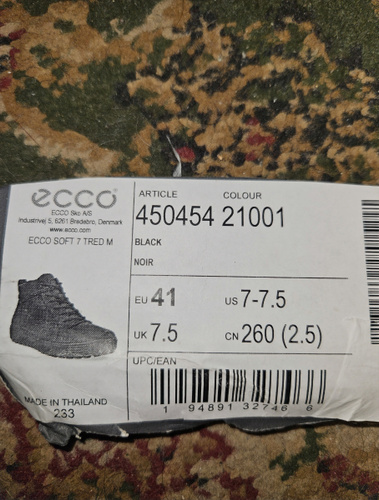 ecco
ECCO Sko A/S
Industrivej 5, 6261 Bredebro, Denmark
www.ecco.com
ECCO SOFT 7 TRED M
MADE IN THAILAND
233
ARTICLE COLOUR
450454 21001
BLACK
NOIR
EU 41 US 7-7.5
UK 7.5 CN 260 (2.5)
UPC/EAN
1 94891 32746 6